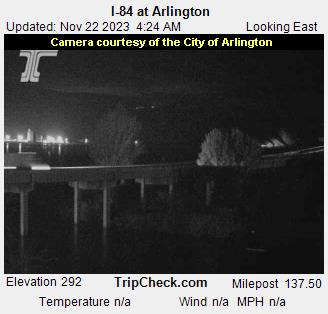 I-84 at Arlington
Updated: Nov 22 2023 4:24 AM Looking East
Camera courtesy of the City of Arlington
Elevation 292 TripCheck.com Milepost 137.50
Temperature n/a Wind n/a MPH n/a